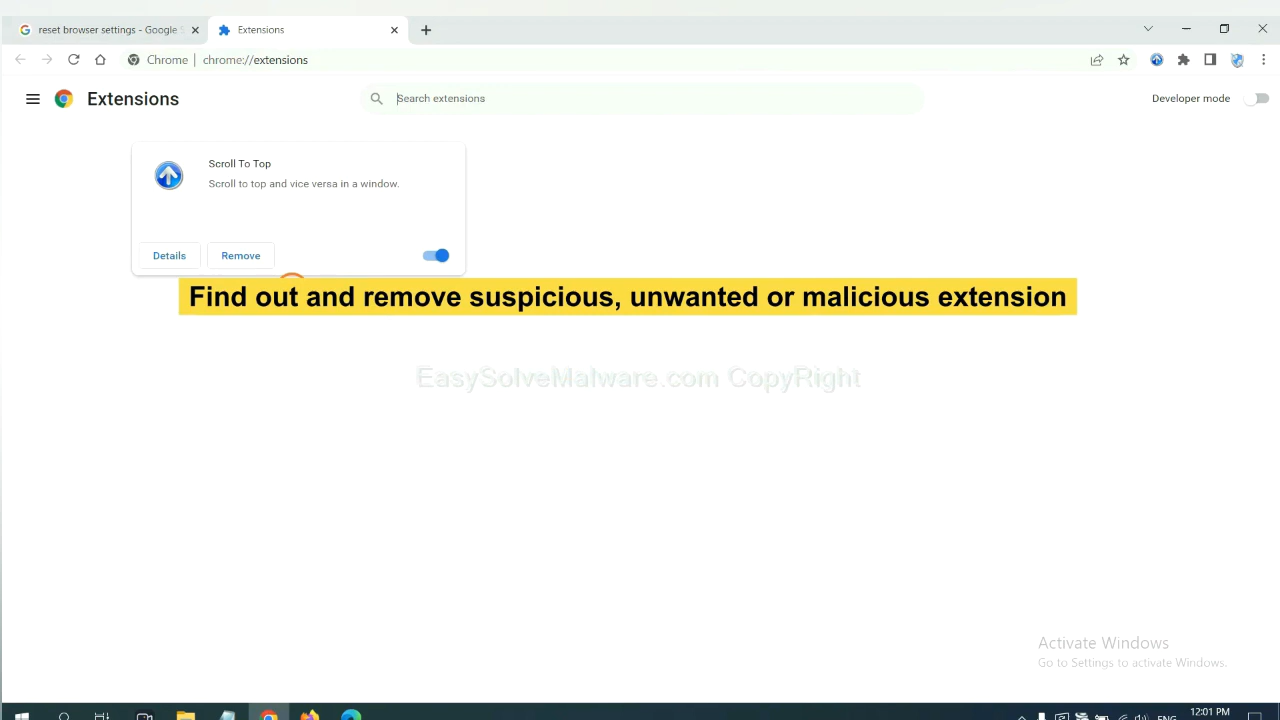 reset browser settings - Google
Extensions
Chrome
chrome://extensions
Extensions
Search extensions
Developer mode
Scroll To Top
Scroll to top and vice versa in a window.
Details
Remove
Find out and remove suspicious, unwanted or malicious extension
EasySolveMalware.com CopyRight
Activate Windows
Go to Settings to activate Windows.
ENG
12:01 PM